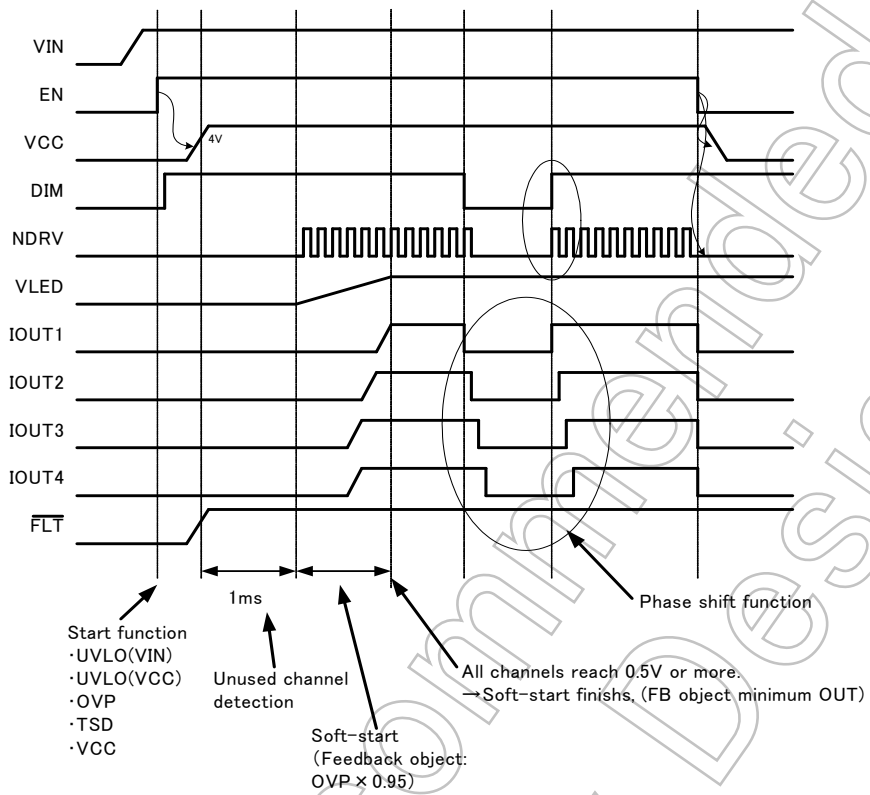 VIN
EN
VCC
4V
DIM
NDRV
VLED
IOUT1
IOUT2
IOUT3
IOUT4
FLT
1ms
Phase shift function
Start function
・UVLO(VIN)
・UVLO(VCC)
・OVP
・TSD
・VCC
Unused channel
detection
All channels reach 0.5V or more.
→Soft-start finishs, (FB object minimum OUT)
Soft-start
(Feedback object:
OVP × 0.95)